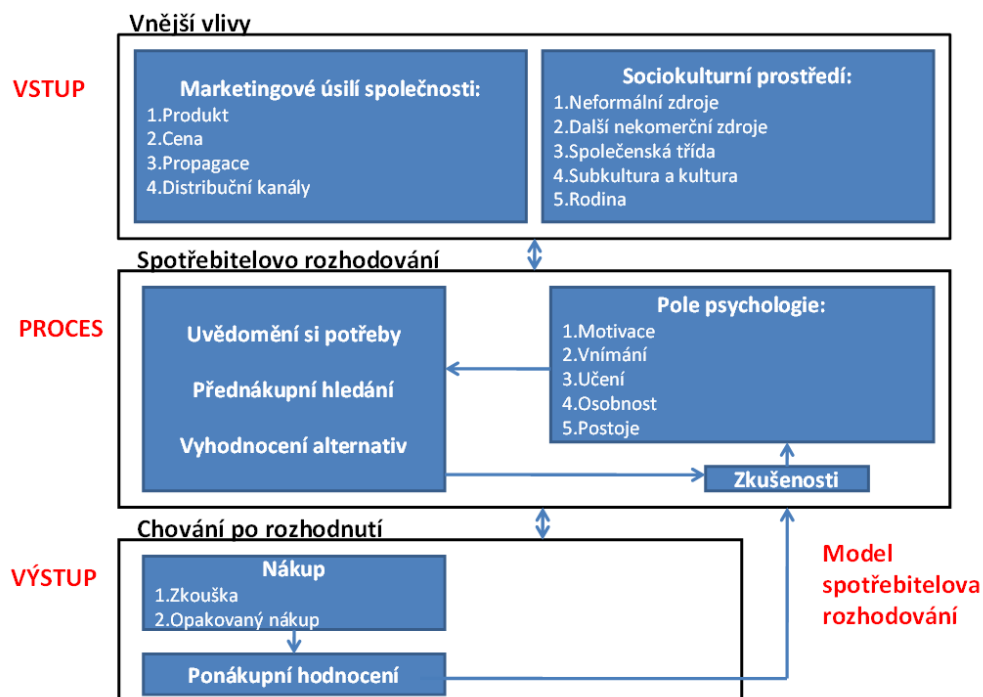 Vnější vlivy
VSTUP
Marketingové úsilí společnosti:
1.Produkt
2.Cena
3.Propagace
4.Distribuční kanály
Sociokulturní prostředí:
1.Neformální zdroje
2.Další nekomerční zdroje
3.Společenská třída
4.Subkultura a kultura
5.Rodina
Spotřebitelovo rozhodování
PROCES
Uvědomění si potřeby
Přednákupní hledání
Vyhodnocení alternativ
Pole psychologie:
1.Motivace
2.Vnímání
3.Učení
4.Osobnost
5.Postoje
Zkušenosti
Chování po rozhodnutí
VÝSTUP
Nákup
1.Zkouška
2.Opakovaný nákup
Ponákupní hodnocení
Model
spotřebitelova
rozhodování